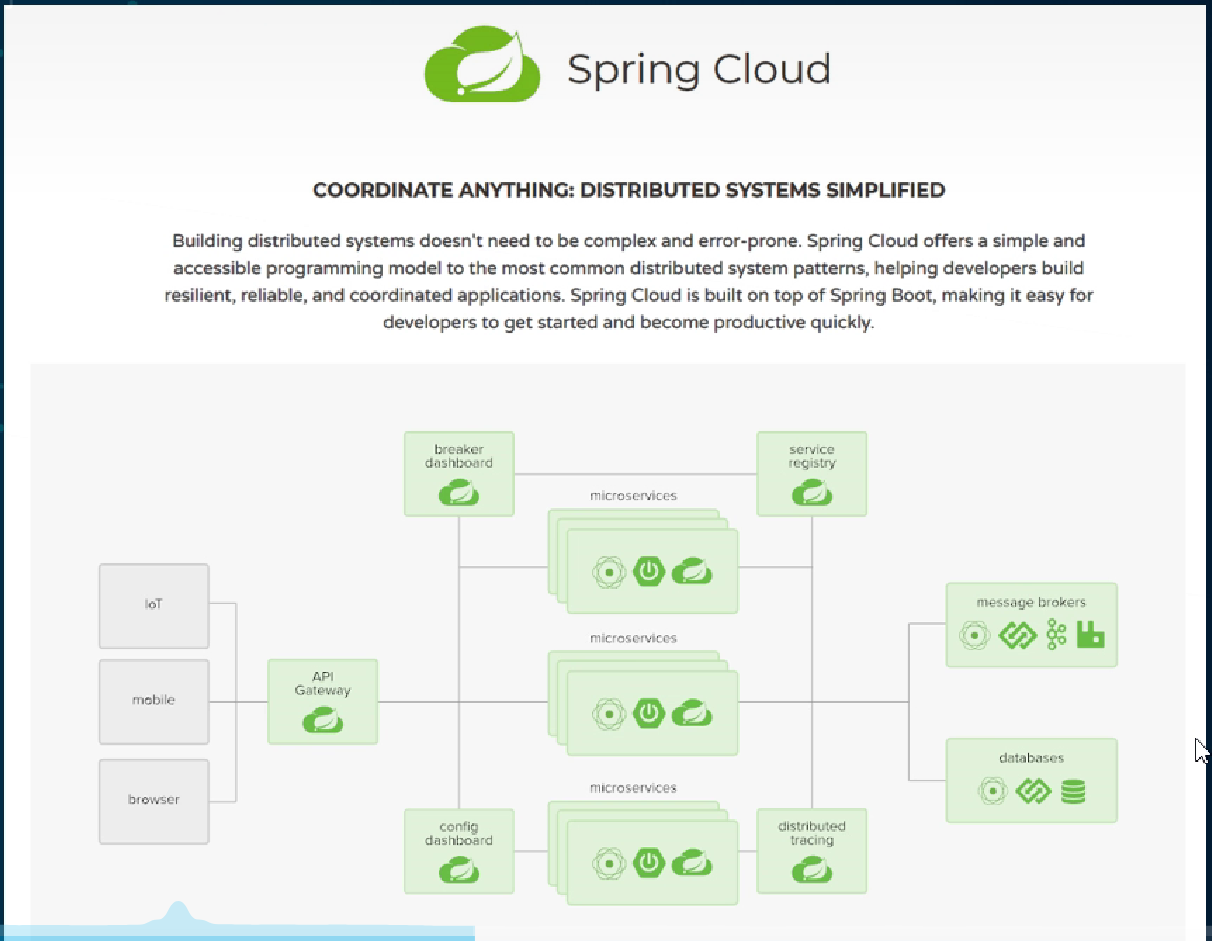 Spring Cloud
COORDINATE ANYTHING: DISTRIBUTED SYSTEMS SIMPLIFIED
Building distributed systems doesn't need to be complex and error-prone. Spring Cloud offers a simple and
accessible programming model to the most common distributed system patterns, helping developers build
resilient, reliable, and coordinated applications. Spring Cloud is built on top of Spring Boot, making it easy for
developers to get started and become productive quickly.
breaker
dashboard
service
registry
microservices
IoT
message brokers
microservices
API
Gateway
mobile
databases
microservices
browser
config
dashboard
distributed
tracing